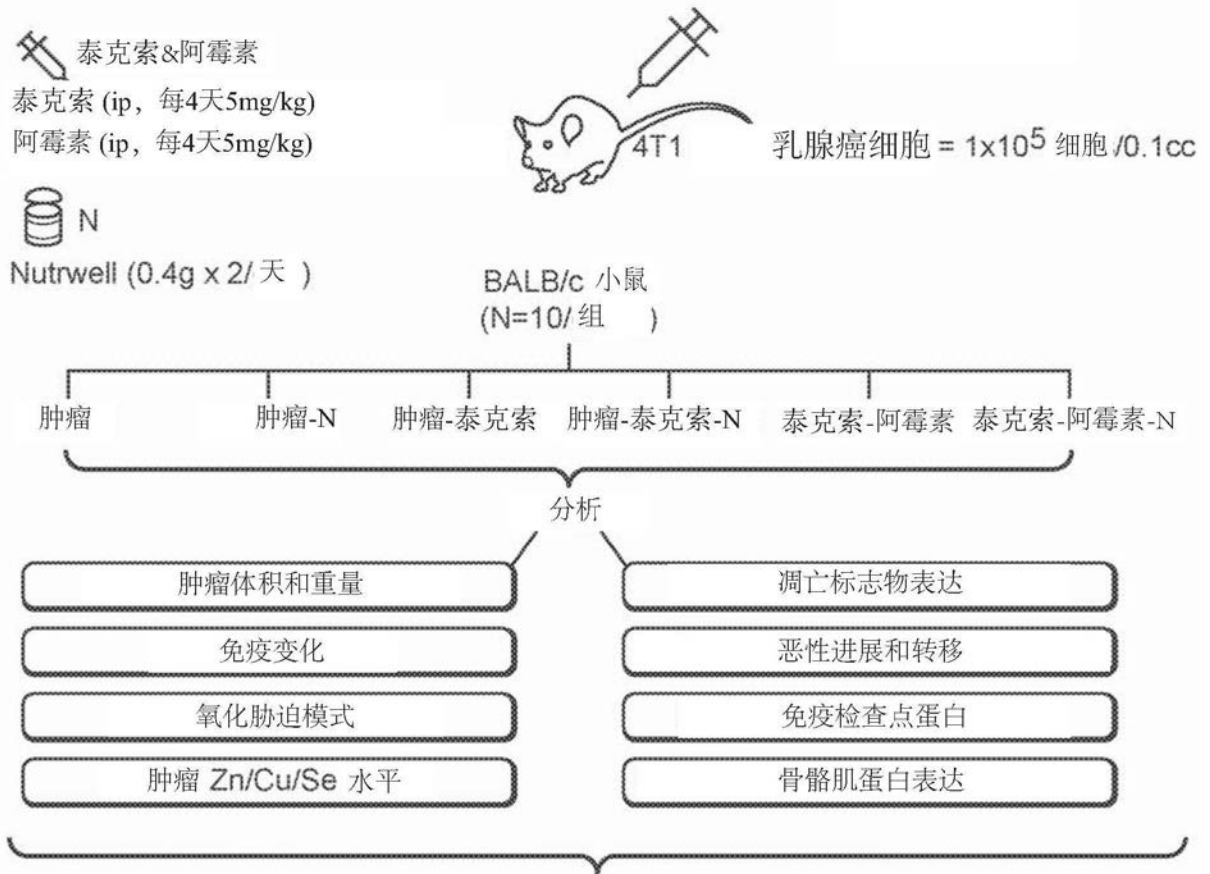 泰克索&阿霉素
泰克索 (ip, 每4天5mg/kg)
阿霉素 (ip, 每4天5mg/kg)
4T1
乳腺癌细胞 = 1x10⁵ 细胞/0.1cc
N
Nutrwell (0.4g x 2/天 )
BALB/c 小鼠
(N=10/组 )
肿瘤 肿瘤-N 肿瘤-泰克索 肿瘤-泰克索-N 泰克索-阿霉素 泰克索-阿霉素-N
分析
肿瘤体积和重量 凋亡标志物表达
免疫变化 恶性进展和转移
氧化胁迫模式 免疫检查点蛋白
肿瘤 Zn/Cu/Se 水平 骨骼肌蛋白表达